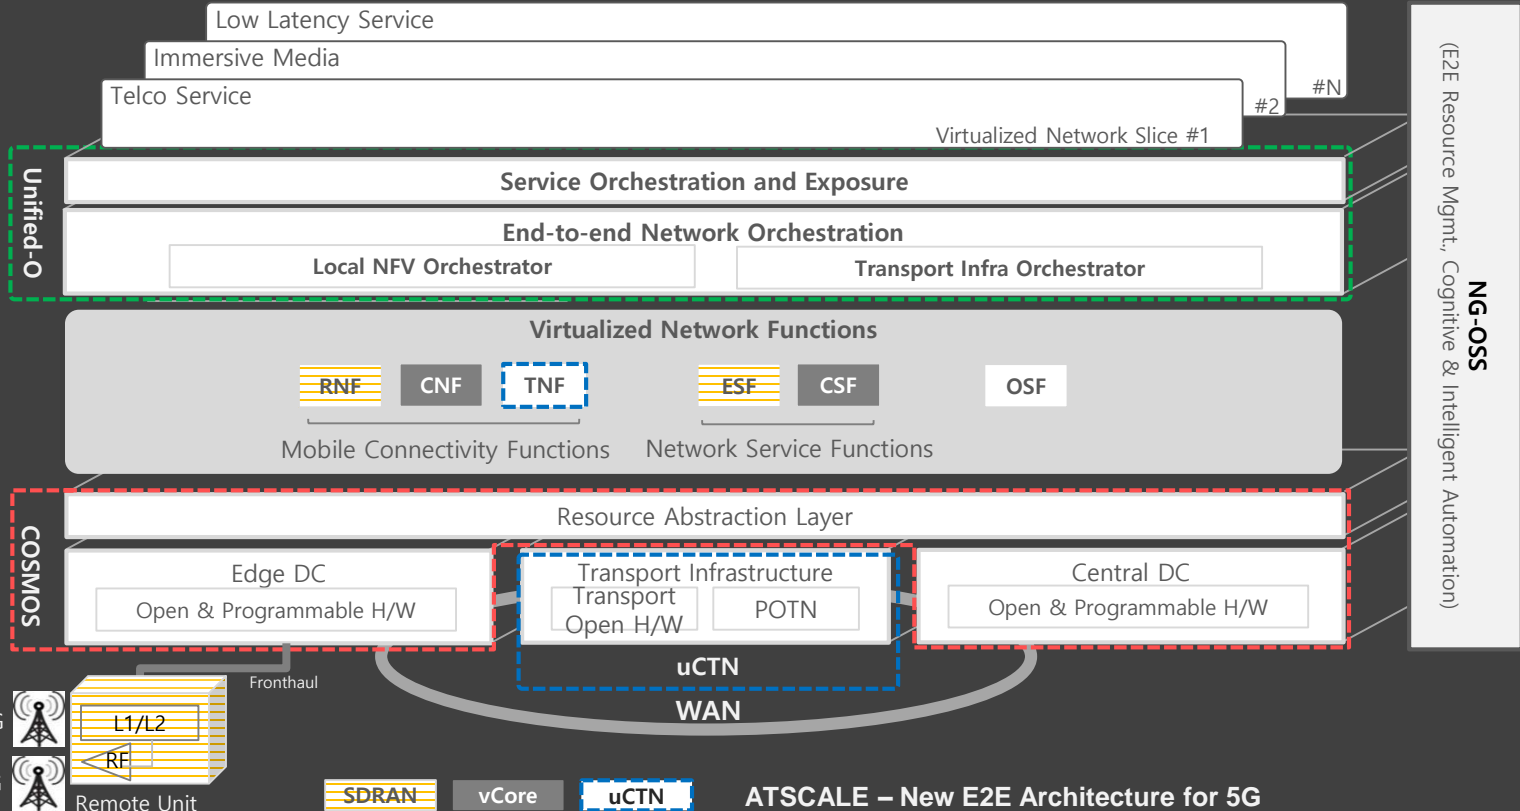 Low Latency Service
#N
Immersive Media
#2
Telco Service
Virtualized Network Slice #1
Unified-O
Service Orchestration and Exposure
End-to-end Network Orchestration
Local NFV Orchestrator
Transport Infra Orchestrator
NG-OSS
(E2E Resource Mgmt., Cognitive & Intelligent Automation)
Virtualized Network Functions
RNF
CNF
TNF
ESF
CSF
OSF
Mobile Connectivity Functions
Network Service Functions
COSMOS
Resource Abstraction Layer
Edge DC
Open & Programmable H/W
Transport Infrastructure
Transport
Open H/W
POTN
Central DC
Open & Programmable H/W
uCTN
WAN
Fronthaul
G
L1/L2
RF
Remote Unit
SDRAN
vCore
uCTN
ATSCALE – New E2E Architecture for 5G